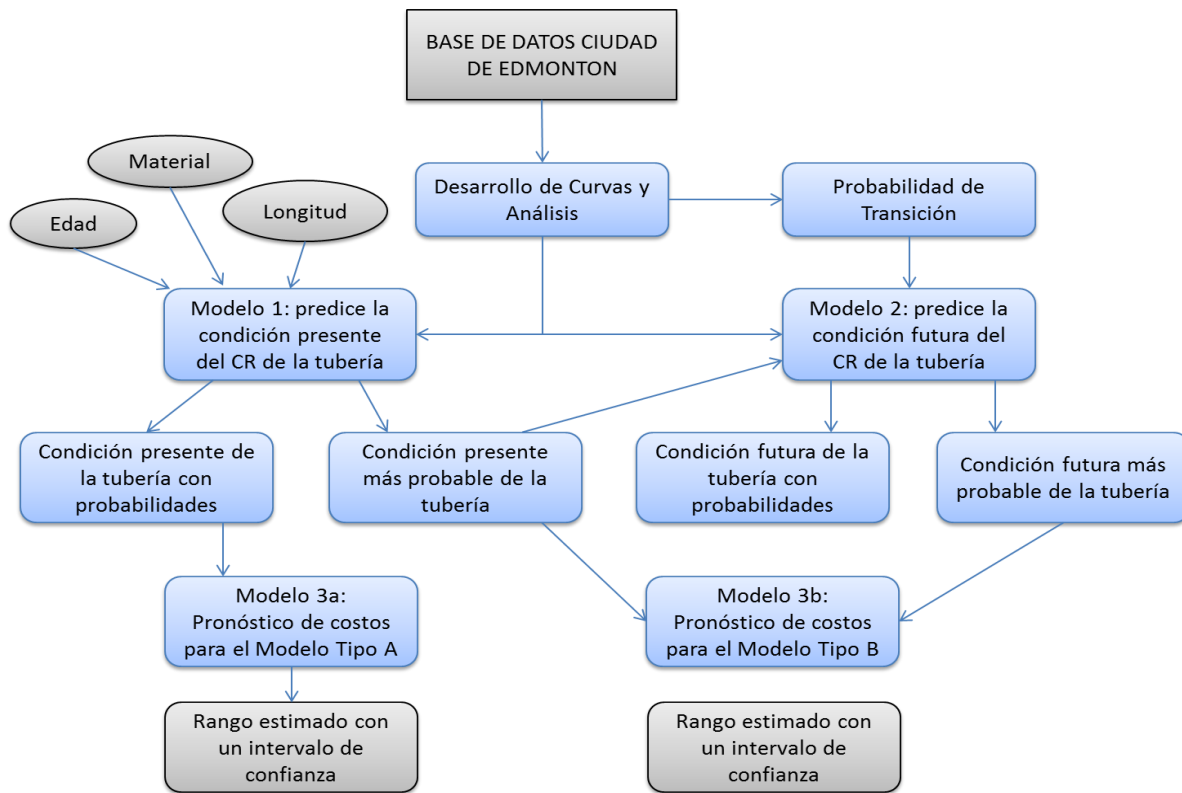 BASE DE DATOS CIUDAD
DE EDMONTON
Material
Edad
Longitud
Desarrollo de Curvas y
Análisis
Probabilidad de
Transición
Modelo 1: predice la
condición presente
del CR de la tubería
Modelo 2: predice la
condición futura del
CR de la tubería
Condición presente de
la tubería con
probabilidades
Condición presente
más probable de la
tubería
Condición futura de la
tubería con
probabilidades
Condición futura más
probable de la tubería
Modelo 3a:
Pronóstico de costos
para el Modelo Tipo A
Modelo 3b:
Pronóstico de costos
para el Modelo Tipo B
Rango estimado con
un intervalo de
confianza
Rango estimado con
un intervalo de
confianza